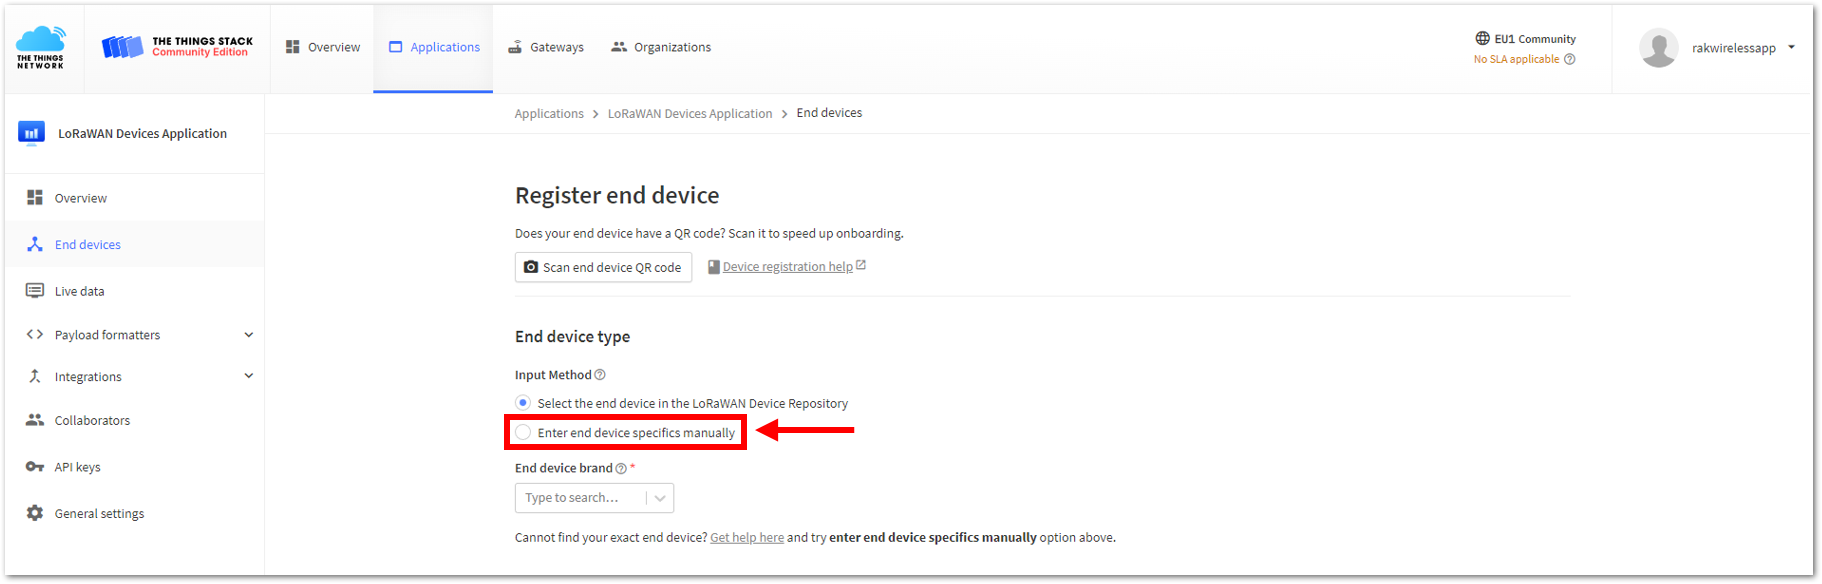 THE THINGS
NETWORK
THE THINGS STACK
Community Edition
Overview
Applications
Gateways
Organizations
EU1 Community
No SLA applicable
rakwirelessapp
LoRaWAN Devices Application
Overview
End devices
Live data
Payload formatters
Integrations
Collaborators
API keys
General settings
Applications > LoRaWAN Devices Application > End devices
Register end device
Does your end device have a QR code? Scan it to speed up onboarding.
Scan end device QR code
Device registration help
End device type
Input Method
Select the end device in the LoRaWAN Device Repository
Enter end device specifics manually
End device brand *
Type to search...
Cannot find your exact end device? Get help here and try enter end device specifics manually option above.